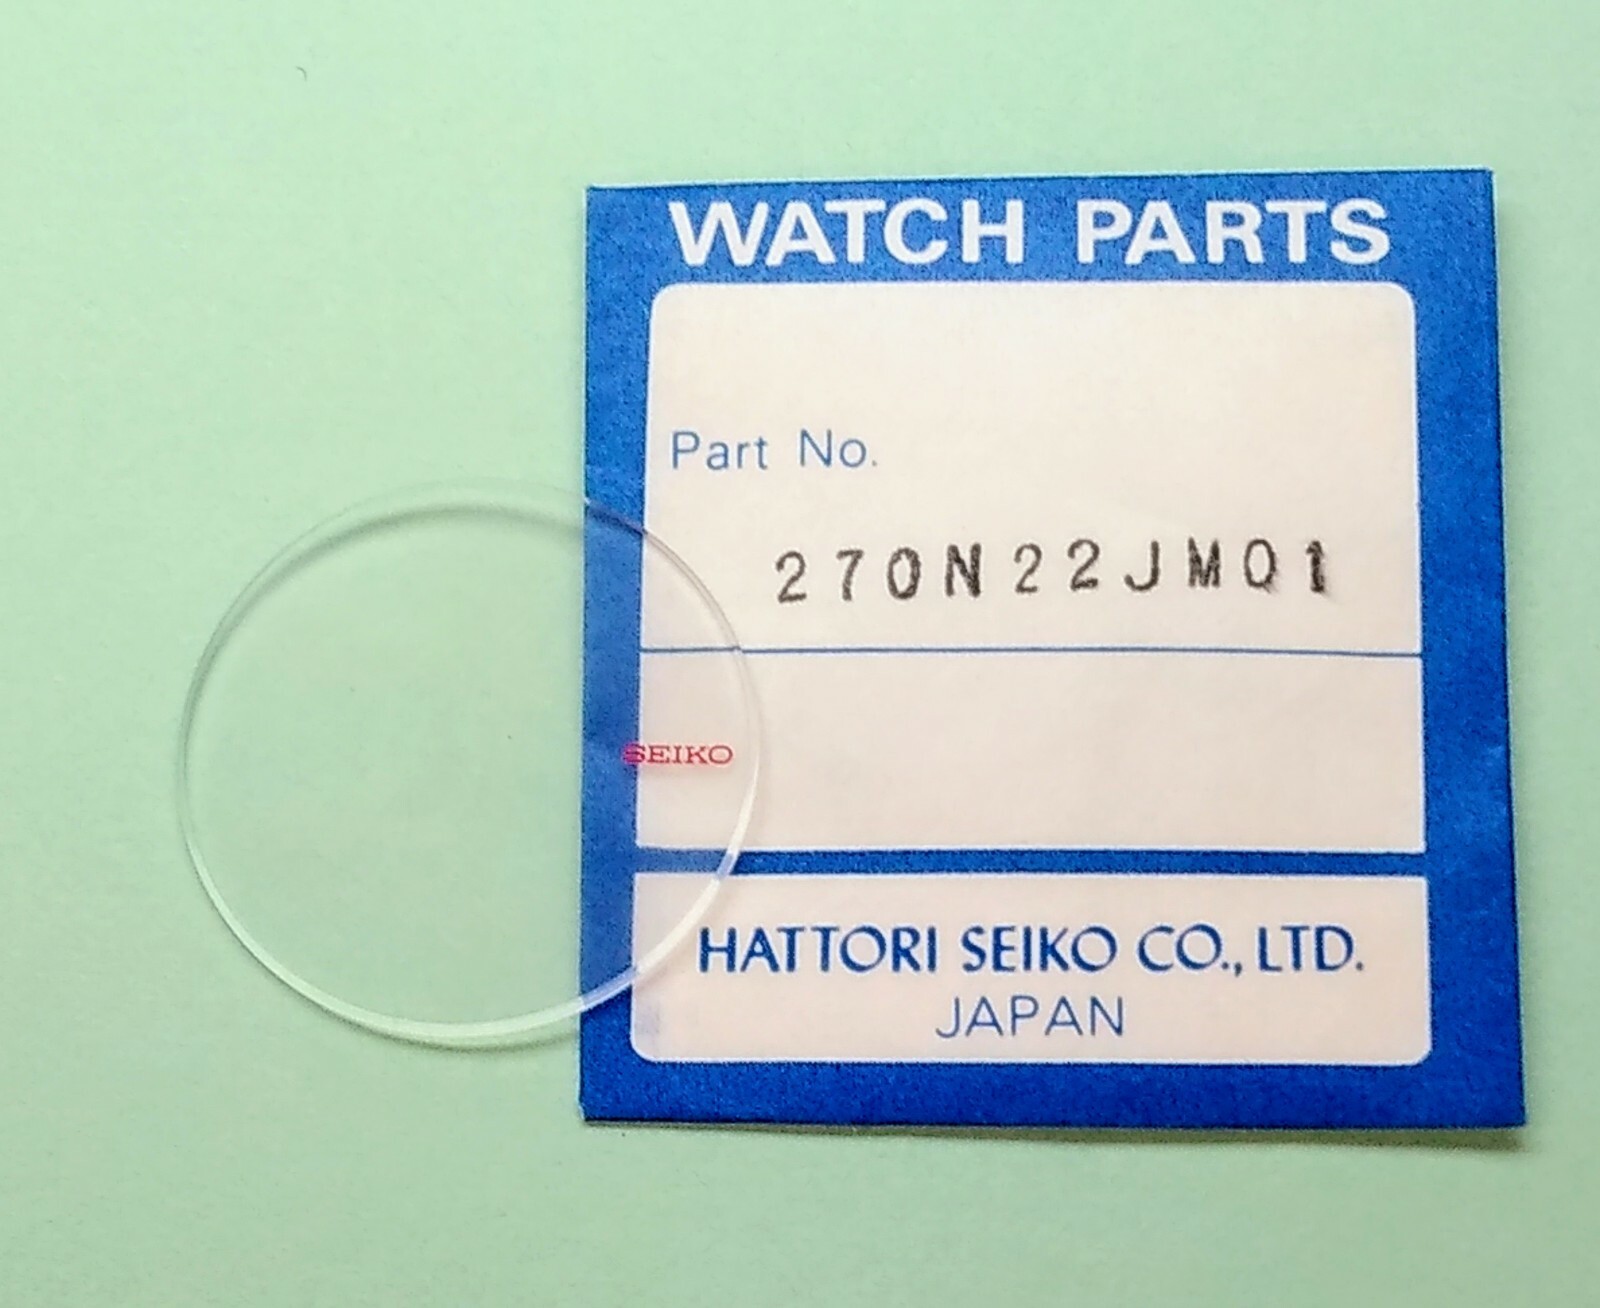 WATCH PARTS
Part No.
270N22JM01
SEIKO
HATTORI SEIKO CO., LTD.
JAPAN